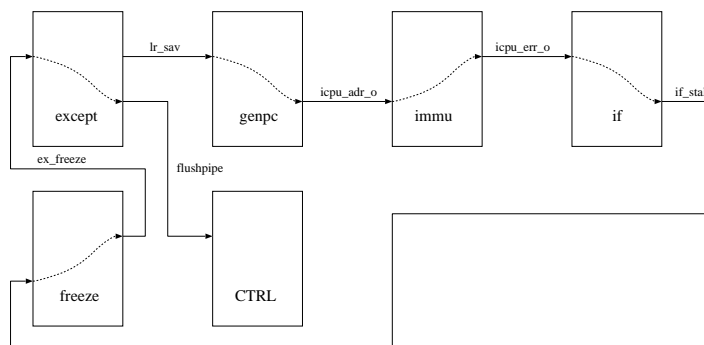 lr_sav
icpu_err_o
except
genpc
icpu_adr_o
immu
if
ex_freeze
flushpipe
freeze
CTRL